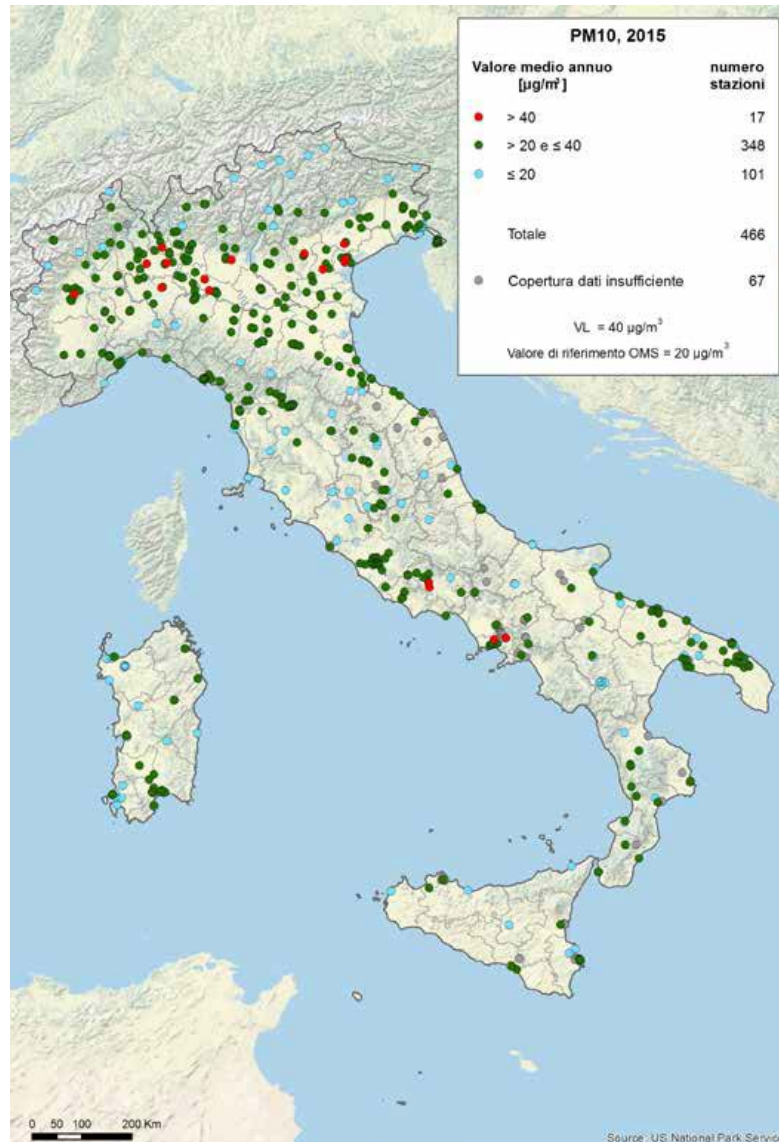 PM10, 2015
Valore medio annuo numero
[µg/m³] stazioni
> 40 17
> 20 e ≤ 40 348
≤ 20 101
Totale 466
Copertura dati insufficiente 67
VL = 40 µg/m³
Valore di riferimento OMS = 20 µg/m³
0 50 100 200 Km
Source: US National Park Service